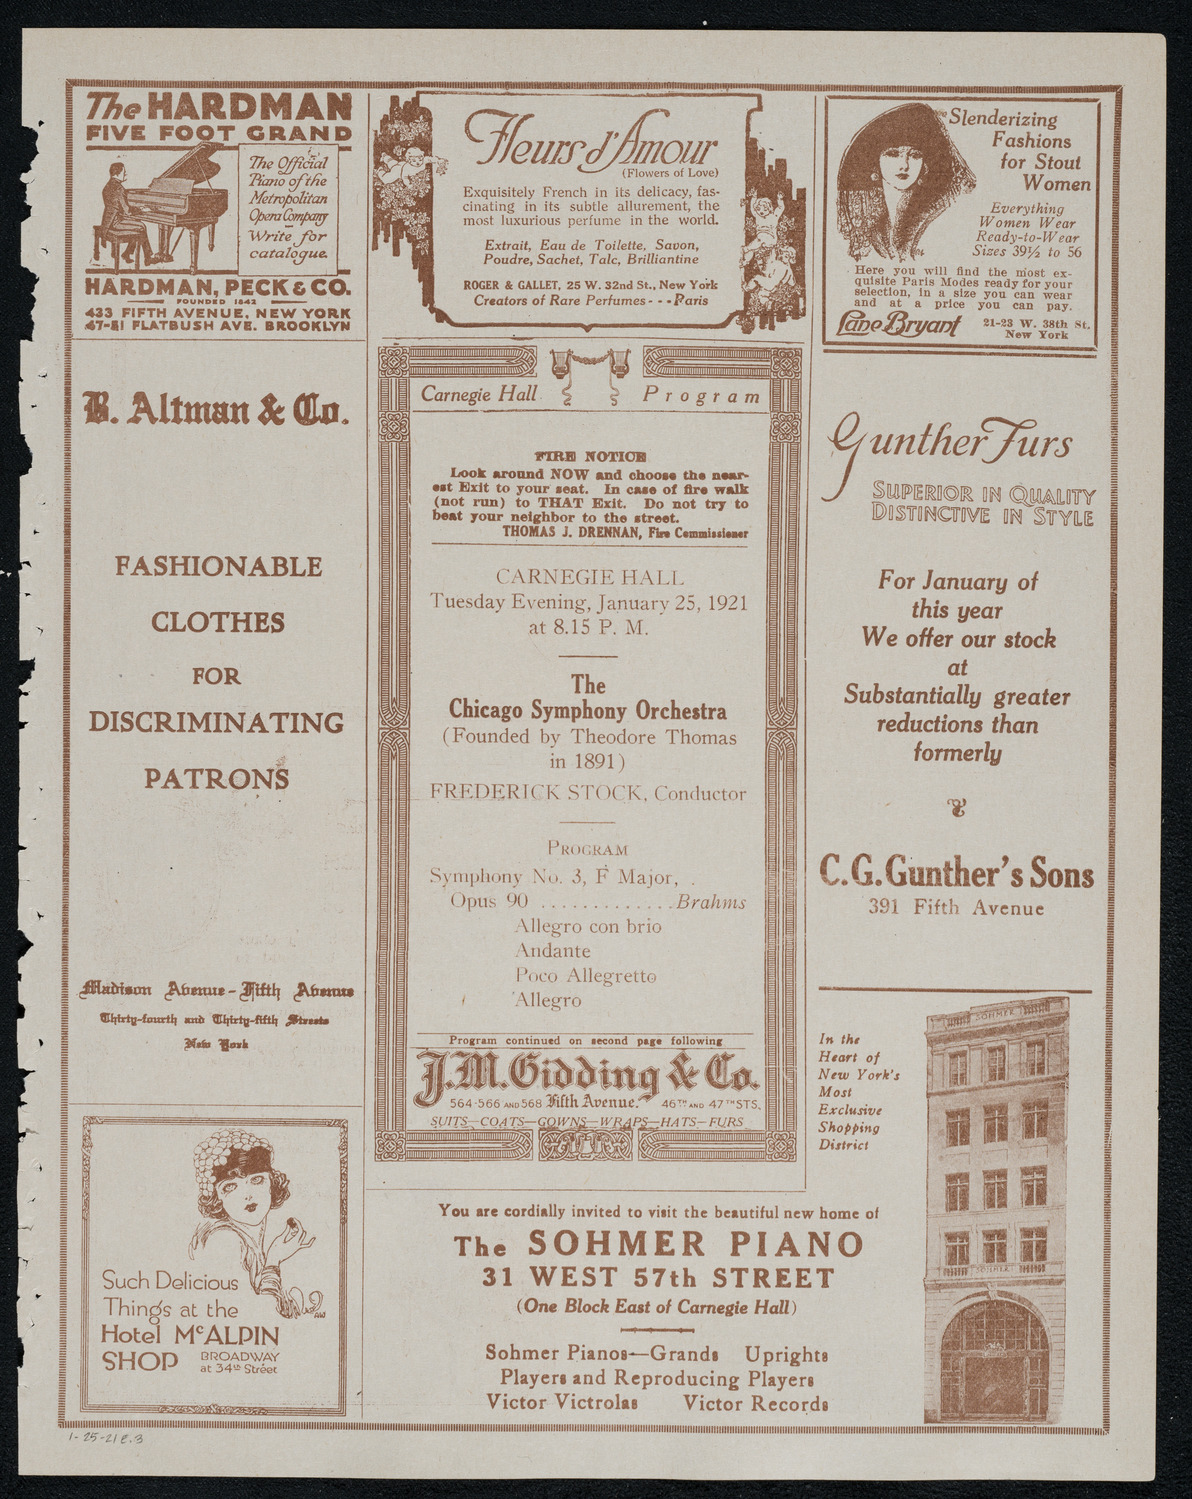 The HARDMAN
FIVE FOOT GRAND
The Official
Piano of the
Metropolitan
Opera Company
Write for
catalogue.
HARDMAN, PECK & CO.
FOUNDED 1842
433 FIFTH AVENUE, NEW YORK
47-51 FLATBUSH AVE. BROOKLYN
Fleurs d'Amour
(Flowers of Love)
Exquisitely French in its delicacy, fas-
cinating in its subtle allurement, the
most luxurious perfume in the world.
Extrait, Eau de Toilette, Savon,
Poudre, Sachet, Talc, Brilliantine
ROGER & GALLET, 25 W. 32nd St., New York
Creators of Rare Perfumes - - - Paris
Slenderizing
Fashions
for Stout
Women
Everything
Women Wear
Ready-to-Wear
Sizes 39½ to 56
Here you will find the most ex-
quisite Paris Modes ready for your
selection, in a size you can wear
and at a price you can pay.
Lane Bryant
21-23 W. 38th St.
New York
B. Altman & Co.
FASHIONABLE
CLOTHES
FOR
DISCRIMINATING
PATRONS
Madison Avenue - Fifth Avenue
Thirty-fourth and Thirty-fifth Streets
New York
Such Delicious
Things at the
Hotel McALPIN
SHOP BROADWAY
at 34th Street
Carnegie Hall Program
FIRE NOTICE
Look around NOW and choose the near-
est Exit to your seat. In case of fire walk
(not run) to THAT Exit. Do not try to
beat your neighbor to the street.
THOMAS J. DRENNAN, Fire Commissioner
CARNEGIE HALL
Tuesday Evening, January 25, 1921
at 8.15 P. M.
The
Chicago Symphony Orchestra
(Founded by Theodore Thomas
in 1891)
FREDERICK STOCK, Conductor
PROGRAM
Symphony No. 3, F Major,
Opus 90 .............Brahms
Allegro con brio
Andante
Poco Allegretto
Allegro
Program continued on second page following
J. M. Gidding & Co.
564-566 AND 568 Fifth Avenue. 46TH AND 47TH STS.
SUITS—COATS—GOWNS—WRAPS—HATS—FURS
Gunther Furs
SUPERIOR IN QUALITY
DISTINCTIVE IN STYLE
For January of
this year
We offer our stock
at
Substantially greater
reductions than
formerly
C. G. Gunther's Sons
391 Fifth Avenue
In the
Heart of
New York's
Most
Exclusive
Shopping
District
SOHMER
SOHMER
You are cordially invited to visit the beautiful new home of
The SOHMER PIANO
31 WEST 57th STREET
(One Block East of Carnegie Hall)
Sohmer Pianos—Grands Uprights
Players and Reproducing Players
Victor Victrolas Victor Records
1-25-21 E.3